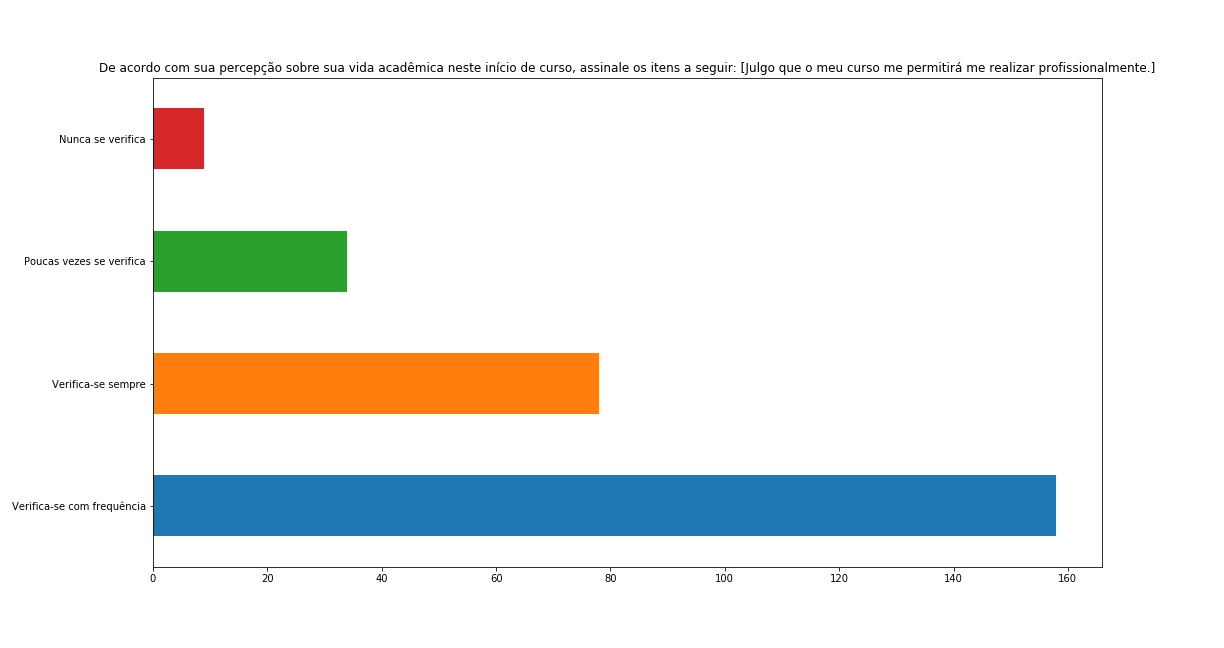 De acordo com sua percepção sobre sua vida acadêmica neste início de curso, assinale os itens a seguir: [Julgo que o meu curso me permitirá me realizar profissionalmente.]
Nunca se verifica
Poucas vezes se verifica
Verifica-se sempre
Verifica-se com frequência
0 20 40 60 80 100 120 140 160